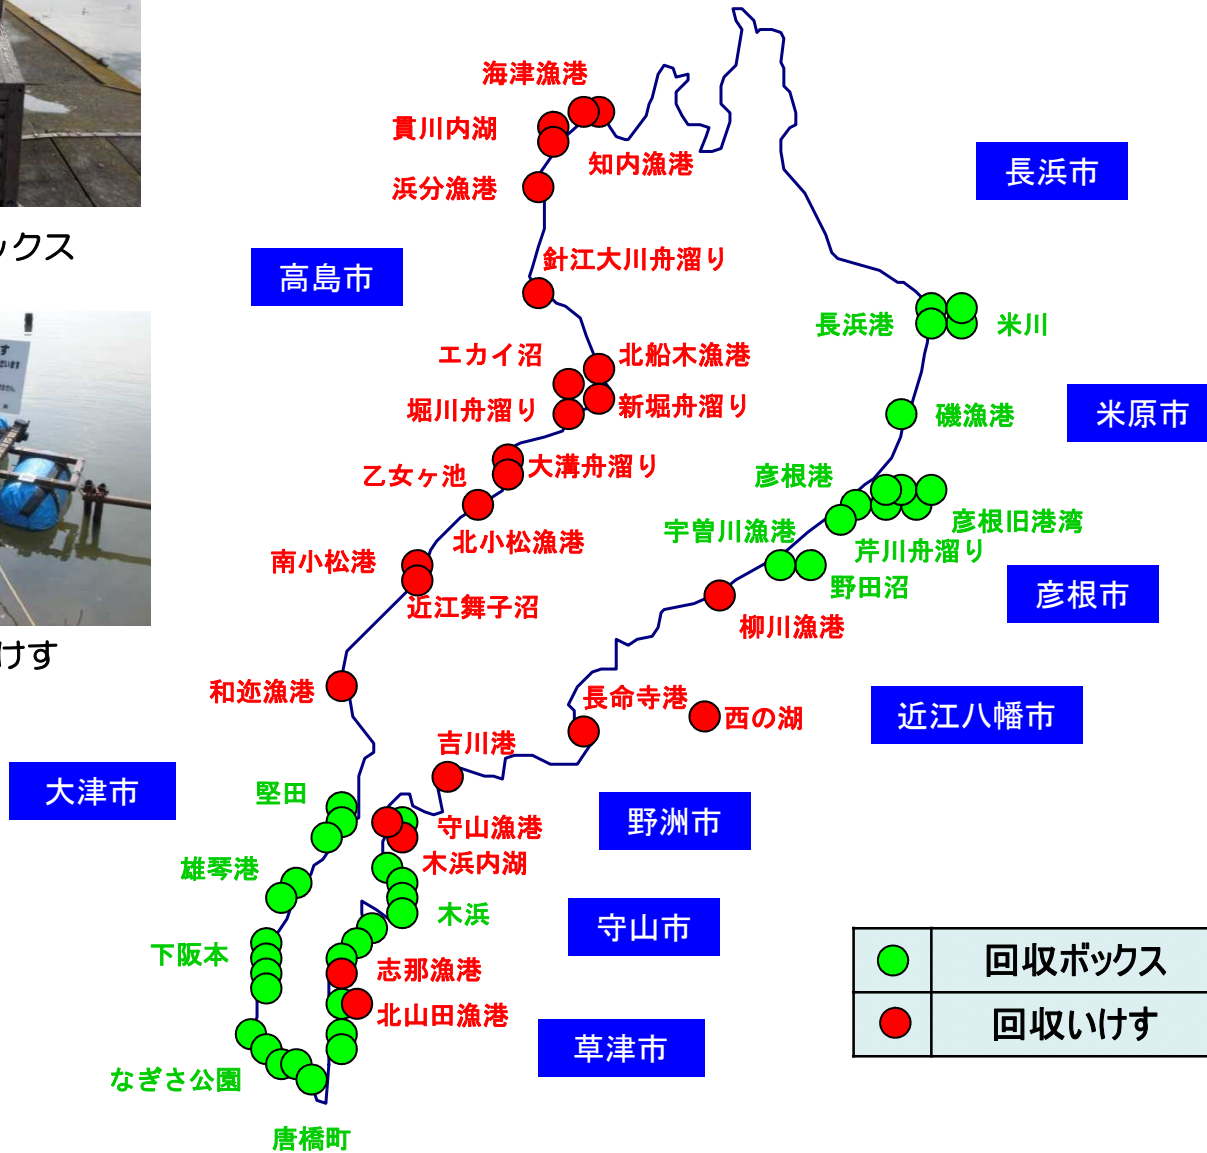 海津漁港
貫川内湖
知内漁港
浜分漁港
長浜市
ックス
針江大川舟溜り
高島市
長浜港
米川
エカイ沼
北船木漁港
堀川舟溜り
新堀舟溜り
米原市
磯漁港
大溝舟溜り
乙女ヶ池
彦根港
彦根旧港湾
宇曽川漁港
北小松漁港
芹川舟溜り
南小松港
野田沼
彦根市
近江舞子沼
柳川漁港
けす
和迩漁港
長命寺港
西の湖
近江八幡市
吉川港
大津市
堅田
野洲市
守山漁港
木浜内湖
雄琴港
木浜
守山市
下阪本
志那漁港
回収ボックス
北山田漁港
回収いけす
草津市
なぎさ公園
唐橋町